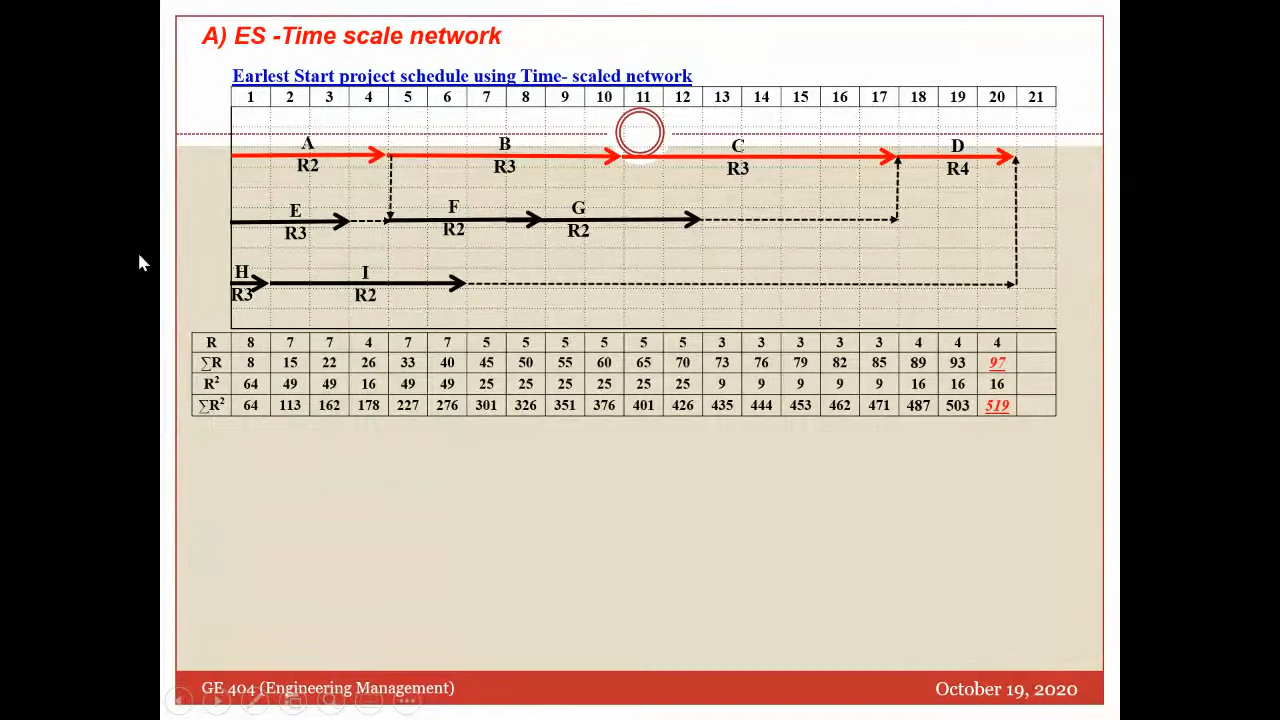 A) ES -Time scale network
Earlest Start project schedule using Time- scaled network
1 2 3 4 5 6 7 8 9 10 11 12 13 14 15 16 17 18 19 20 21
A B C D
R2 R3 R3 R4
E F G
R3 R2 R2
H I
R3 R2
R 8 7 7 4 7 7 5 5 5 5 5 5 3 3 3 3 3 4 4 4
∑R 8 15 22 26 33 40 45 50 55 60 65 70 73 76 79 82 85 89 93 97
R² 64 49 49 16 49 49 25 25 25 25 25 25 9 9 9 9 9 16 16 16
∑R² 64 113 162 178 227 276 301 326 351 376 401 426 435 444 453 462 471 487 503 519
GE 404 (Engineering Management) October 19, 2020